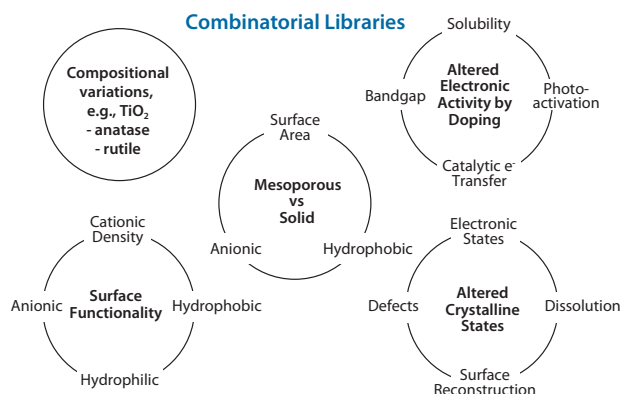 Combinatorial Libraries
Compositional
variations,
e.g., TiO₂
- anatase
- rutile
Surface
Area
Mesoporous
vs
Solid
Anionic
Hydrophobic
Solubility
Bandgap
Altered
Electronic
Activity by
Doping
Photo-
activation
Catalytic e⁻
Transfer
Cationic
Density
Anionic
Surface
Functionality
Hydrophobic
Hydrophilic
Electronic
States
Defects
Altered
Crystalline
States
Dissolution
Surface
Reconstruction